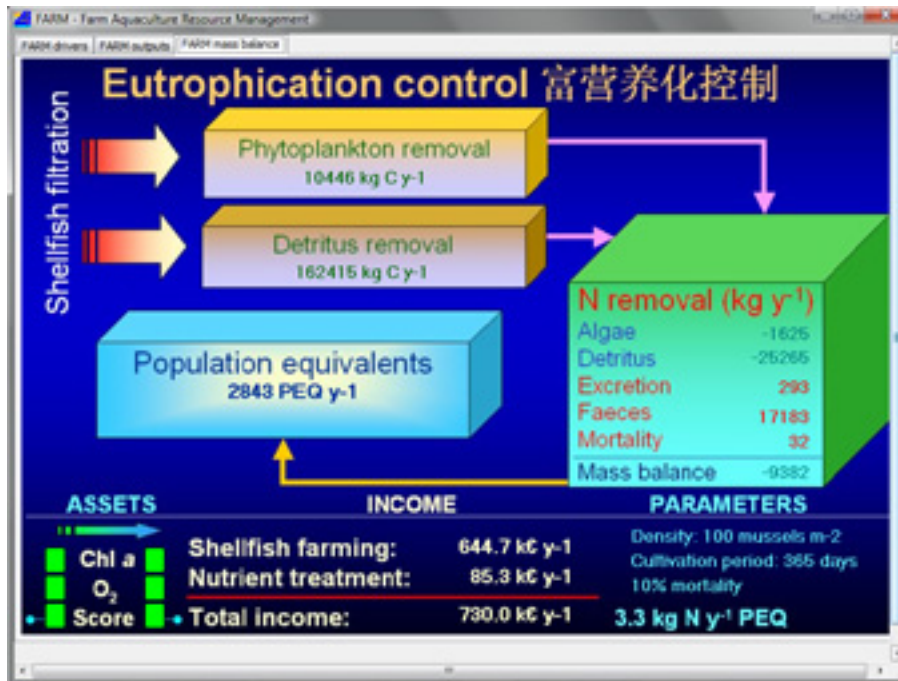 FARM - Farm Aquaculture Resource Management
FARM drivers FARM outputs FARM mass balance
Eutrophication control 富营养化控制
Shellfish filtration
Phytoplankton removal
10446 kg C y-1
Detritus removal
162415 kg C y-1
N removal (kg y-1)
Algae -1625
Detritus -25265
Excretion 293
Faeces 17183
Mortality 32
Mass balance -9382
Population equivalents
2843 PEQ y-1
ASSETS INCOME PARAMETERS
Chl a
O2
Score
Shellfish farming: 644.7 k€ y-1
Nutrient treatment: 85.3 k€ y-1
Total income: 730.0 k€ y-1
Density: 100 mussels m-2
Cultivation period: 365 days
10% mortality
3.3 kg N y-1 PEQ